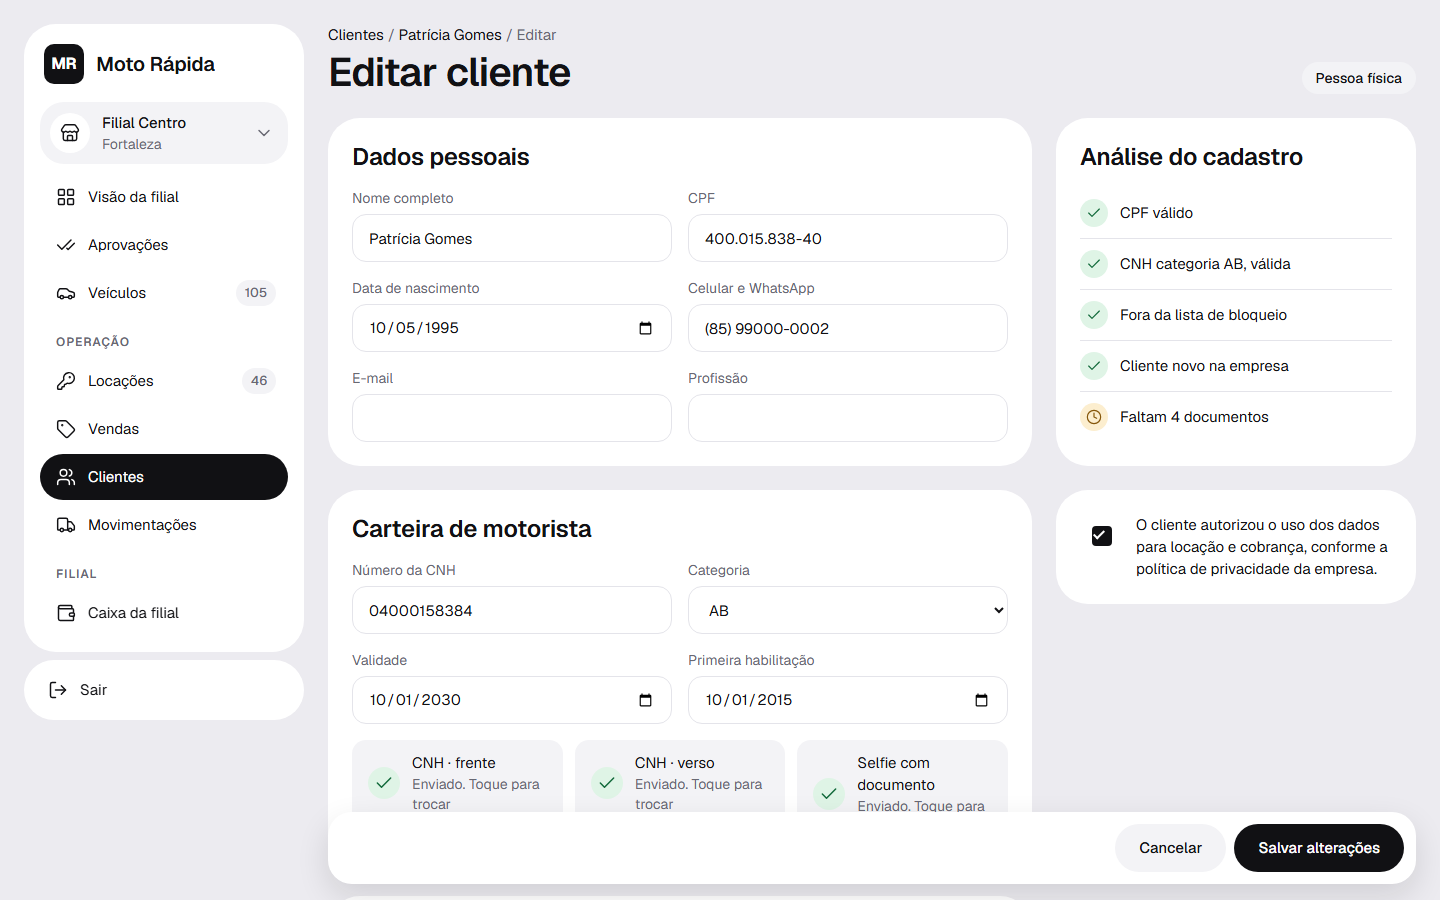 MR
Moto Rápida
Filial Centro
Fortaleza
Visão da filial
Aprovações
Veículos 105
OPERAÇÃO
Locações 46
Vendas
Clientes
Movimentações
FILIAL
Caixa da filial
Sair
Clientes / Patrícia Gomes / Editar
Editar cliente
Pessoa física
Dados pessoais
Nome completo
Patrícia Gomes
CPF
400.015.838-40
Data de nascimento
10/05/1995
Celular e WhatsApp
(85) 99000-0002
E-mail
Profissão
Carteira de motorista
Número da CNH
04000158384
Categoria
AB
Validade
10/01/2030
Primeira habilitação
10/01/2015
CNH · frente
Enviado. Toque para
trocar
CNH · verso
Enviado. Toque para
trocar
Selfie com
documento
Enviado. Toque para
Análise do cadastro
CPF válido
CNH categoria AB, válida
Fora da lista de bloqueio
Cliente novo na empresa
Faltam 4 documentos
O cliente autorizou o uso dos dados
para locação e cobrança, conforme a
política de privacidade da empresa.
Cancelar
Salvar alterações